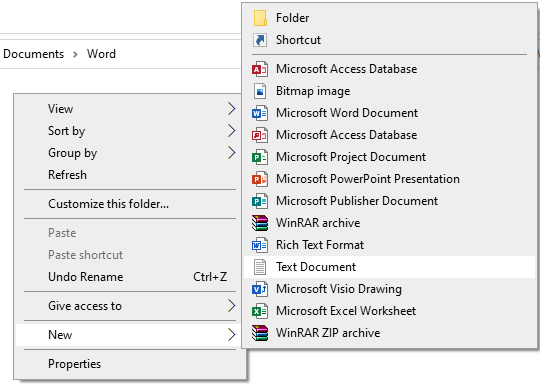 Documents > Word
View
Sort by
Group by
Refresh
Customize this folder...
Paste
Paste shortcut
Undo Rename Ctrl+Z
Give access to
New
Properties
Folder
Shortcut
Microsoft Access Database
Bitmap image
Microsoft Word Document
Microsoft Access Database
Microsoft Project Document
Microsoft PowerPoint Presentation
Microsoft Publisher Document
WinRAR archive
Rich Text Format
Text Document
Microsoft Visio Drawing
Microsoft Excel Worksheet
WinRAR ZIP archive